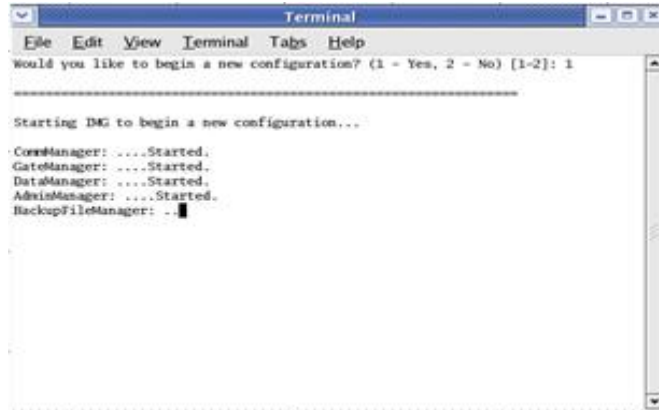 Terminal
File Edit View Terminal Tabs Help
Would you like to begin a new configuration? (1 - Yes, 2 - No) [1-2]: 1
Starting IMG to begin a new configuration...
CommManager: ....Started.
GateManager: ....Started.
DataManager: ....Started.
AdminManager: ....Started.
BackupFileManager: ..